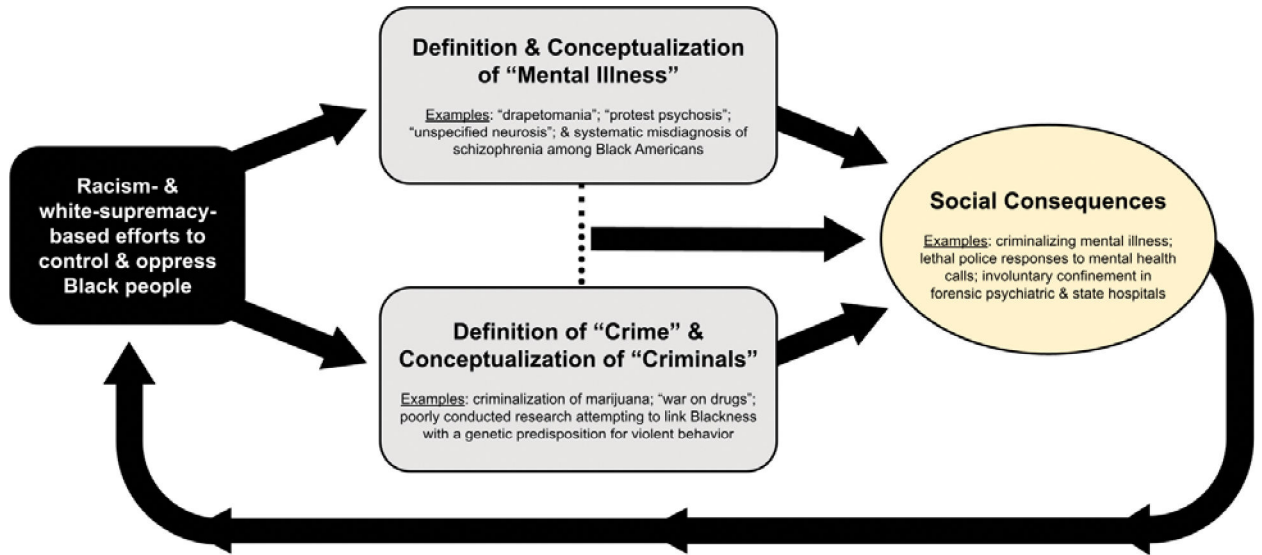 Racism- &
white-supremacy-
based efforts to
control & oppress
Black people
Definition & Conceptualization
of “Mental Illness”
Examples: “drapetomania”; “protest psychosis”;
“unspecified neurosis”; & systematic misdiagnosis of
schizophrenia among Black Americans
Definition of “Crime” &
Conceptualization of “Criminals”
Examples: criminalization of marijuana; “war on drugs”;
poorly conducted research attempting to link Blackness
with a genetic predisposition for violent behavior
Social Consequences
Examples: criminalizing mental illness;
lethal police responses to mental health
calls; involuntary confinement in
forensic psychiatric & state hospitals